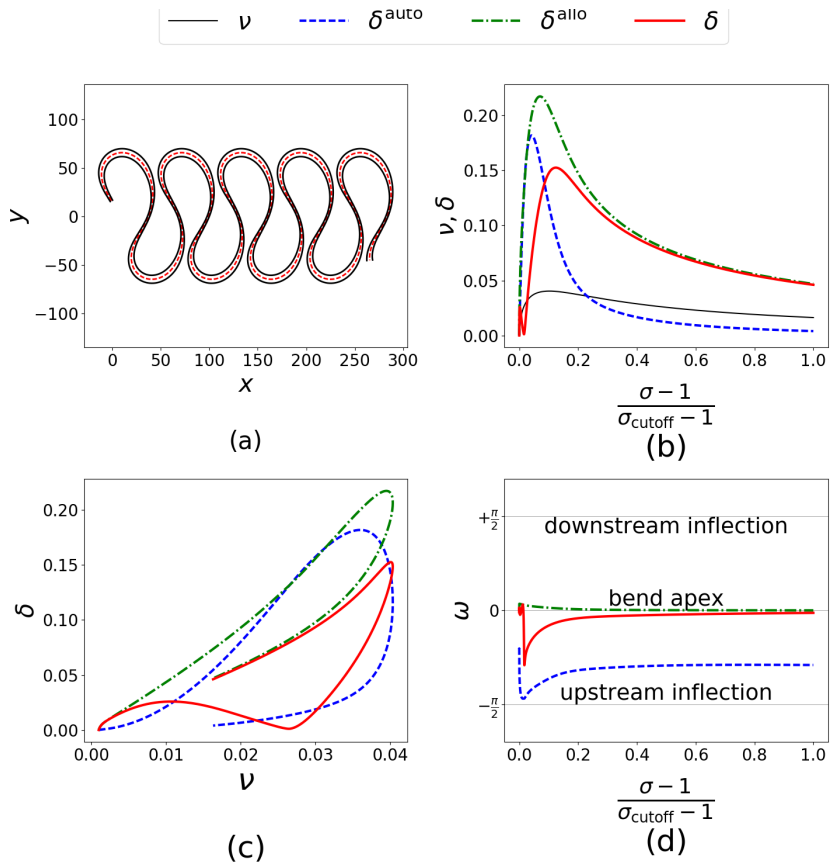 ν δ^auto δ^allo δ
100
50
0
−50
−100
y
0 50 100 150 200 250 300
x
(a)
0.20
0.15
0.10
0.05
0.00
ν, δ
0.0 0.2 0.4 0.6 0.8 1.0
σ − 1
σ_cutoff − 1
(b)
0.20
0.15
0.10
0.05
0.00
δ
0.00 0.01 0.02 0.03 0.04
ν
(c)
+π/2
0
−π/2
ω
downstream inflection
bend apex
upstream inflection
0.0 0.2 0.4 0.6 0.8 1.0
σ − 1
σ_cutoff − 1
(d)